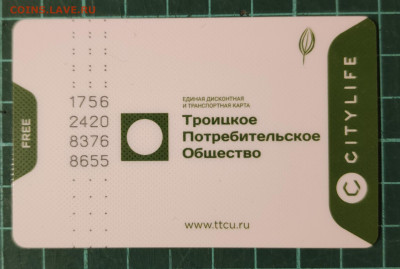 COINS.LAVE.RU
FREE
1756
2420
8376
8655
ЕДИНАЯ ДИСКОНТНАЯ
И ТРАНСПОРТНАЯ КАРТА
Троицкое
Потребительское
Общество
www.ttcu.ru
CITYLIFE